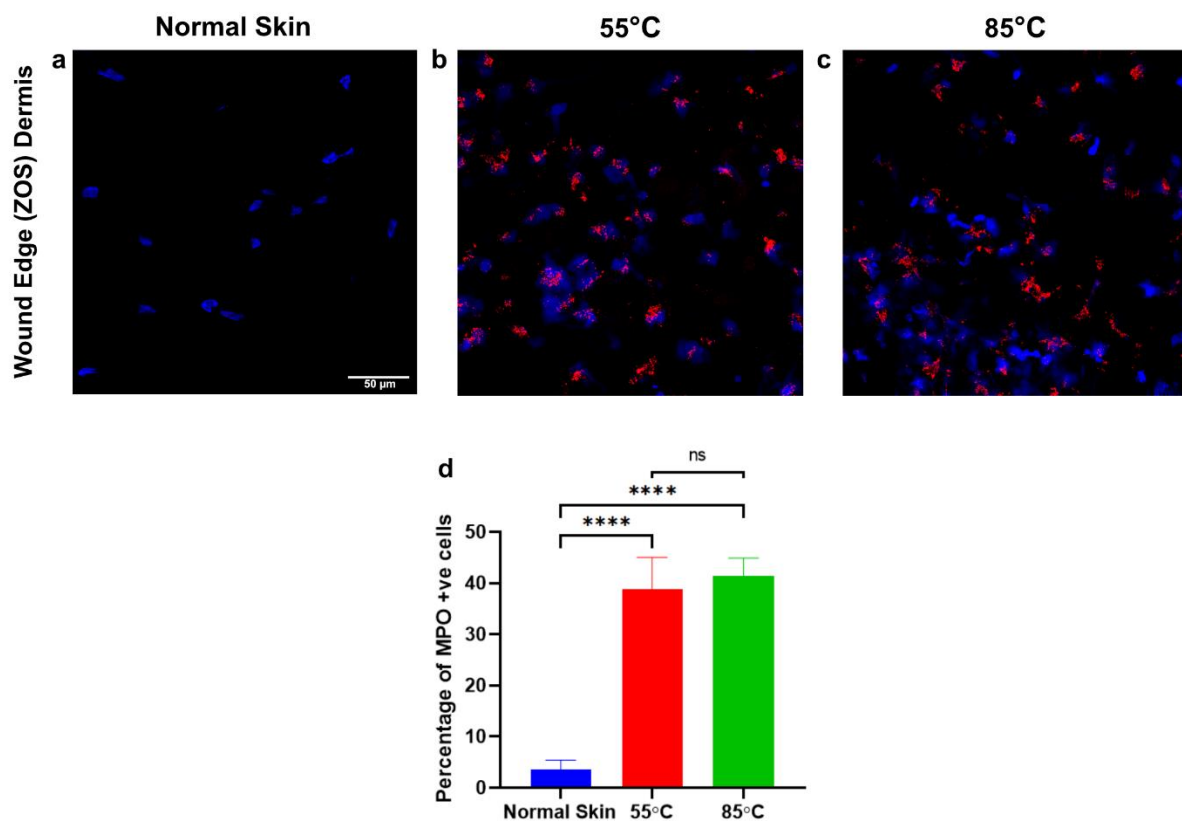 Normal Skin
55°C
85°C
a
b
c
Wound Edge (ZOS) Dermis
50 µm
d
ns
****
****
Percentage of MPO +ve cells
50
40
30
20
10
0
Normal Skin
55°C
85°C